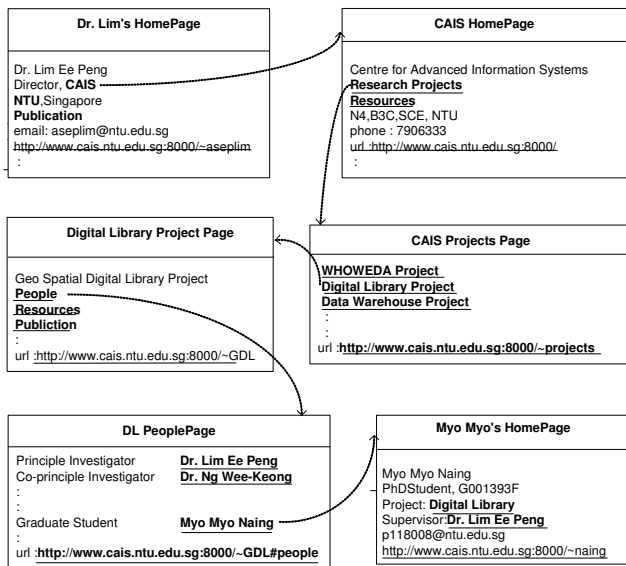 Dr. Lim's HomePage
Dr. Lim Ee Peng
Director, CAIS
NTU,Singapore
Publication
email: aseplim@ntu.edu.sg
http://www.cais.ntu.edu.sg:8000/~aseplim
:
CAIS HomePage
Centre for Advanced Information Systems
Research Projects
Resources
N4,B3C,SCE, NTU
phone : 7906333
url :http://www.cais.ntu.edu.sg:8000/
:
Digital Library Project Page
Geo Spatial Digital Library Project
People
Resources
Publiction
:
url :http://www.cais.ntu.edu.sg:8000/~GDL
CAIS Projects Page
WHOWEDA Project
Digital Library Project
Data Warehouse Project
:
:
url :http://www.cais.ntu.edu.sg:8000/~projects
DL PeoplePage
Principle Investigator Dr. Lim Ee Peng
Co-principle Investigator Dr. Ng Wee-Keong
:
:
Graduate Student Myo Myo Naing
:
url :http://www.cais.ntu.edu.sg:8000/~GDL#people
Myo Myo's HomePage
Myo Myo Naing
PhDStudent, G001393F
Project: Digital Library
Supervisor:Dr. Lim Ee Peng
p118008@ntu.edu.sg
http://www.cais.ntu.edu.sg:8000/~naing